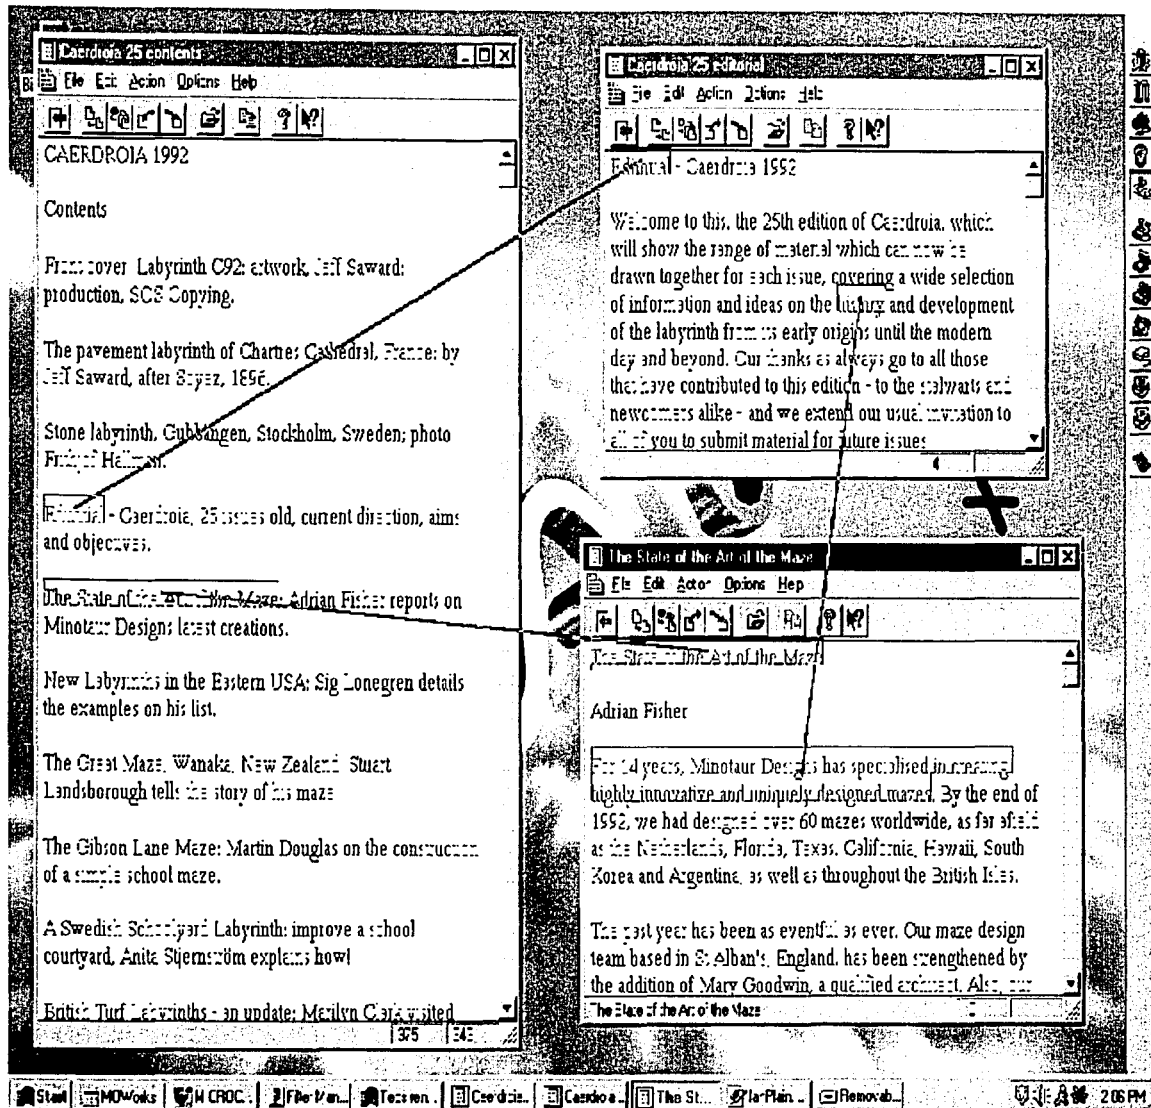 Caerdroia 25 contents
File Edit Action Options Help
CAERDROIA 1992
Contents
Front cover Labyrinth C92: artwork, Jeff Saward;
production, SCS Copying.
The pavement labyrinth of Chartres Cathedral, France: by
Jeff Saward, after 1896.
Stone labyrinth, Stockholm, Sweden; photo
Editorial - Caerdroia, 25 issues old, current direction, aims
and objectives.
The State of the Art of the Maze: Adrian Fisher reports on
Minotaur Designs latest creations.
New Labyrinths in the Eastern USA: Sig Lonegren details
the examples on his list.
The Great Maze, Wanaka, New Zealand: Stuart
Landsborough tells the story of his maze
The Gibson Lane Maze: Martin Douglas on the construction
of a simple school maze.
A Swedish Schoolyard Labyrinth: improve a school
courtyard, Anita Stjernström explains how!
British Turf Labyrinths - an update: Marilyn Clark visited
Caerdroia 25 editorial
File Edit Action Options Help
Editorial - Caerdroia 1992
Welcome to this, the 25th edition of Caerdroia, which
will show the range of material which can now be
drawn together for each issue, covering a wide selection
of information and ideas on the history and development
of the labyrinth from its early origins until the modern
day and beyond. Our thanks as always go to all those
that have contributed to this edition - to the stalwarts and
newcomers alike - and we extend our usual invitation to
all of you to submit material for future issues
The State of the Art of the Maze
File Edit Action Options Help
The State of the Art of the Maze
Adrian Fisher
For 14 years, Minotaur Designs has specialised in creating
highly innovative and uniquely designed mazes. By the end of
1992, we had designed over 60 mazes worldwide, as far afield
as the Netherlands, Florida, Texas, California, Hawaii, South
Korea and Argentina, as well as throughout the British Isles.
The past year has been as eventful as ever. Our maze design
team based in St Alban's, England, has been strengthened by
the addition of Mary Goodwin, a qualified architect. Also, our
The State of the Art of the Maze
Start MOWorks File Man... Caerdroia... Caerdroia... The St... Removab... 2:06 PM